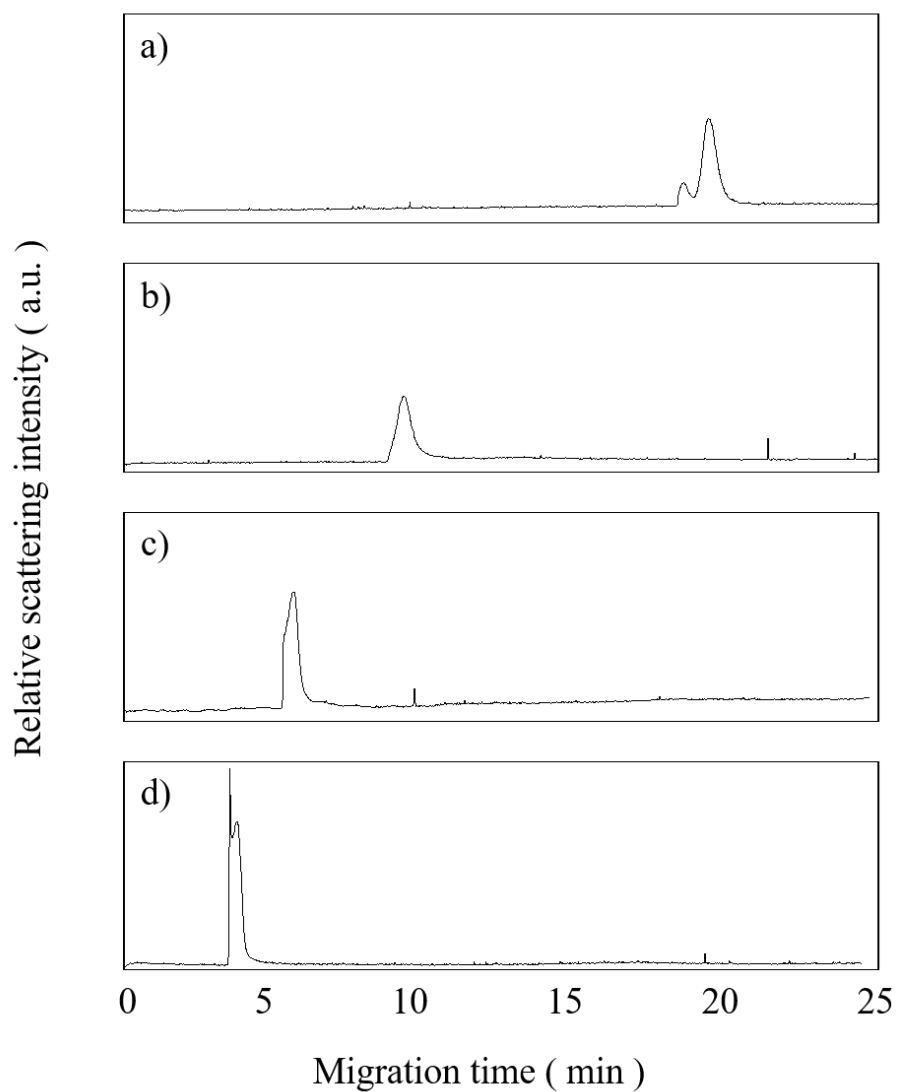 a)
b)
c)
d)
Relative scattering intensity ( a.u. )
0 5 10 15 20 25
Migration time ( min )